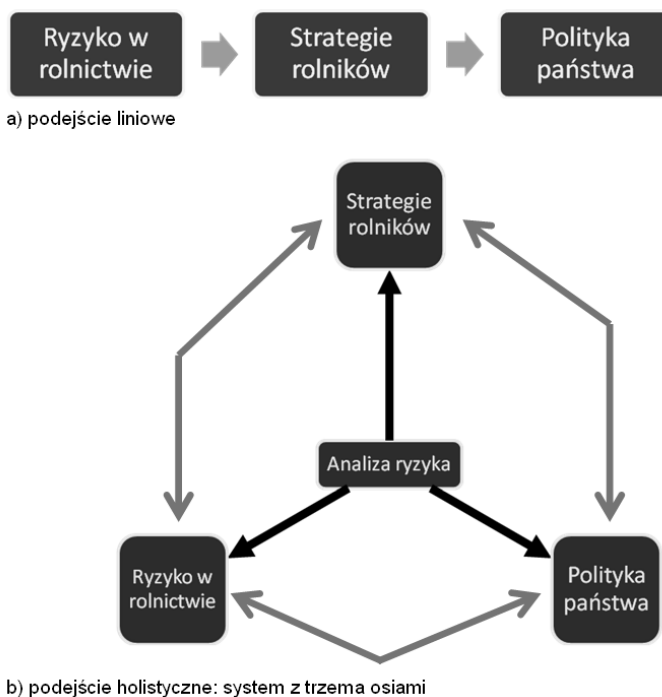 Ryzyko w
rolnictwie
Strategie
rolników
Polityka
państwa
a) podejście liniowe
Strategie
rolników
Analiza ryzyka
Ryzyko w
rolnictwie
Polityka
państwa
b) podejście holistyczne: system z trzema osiami